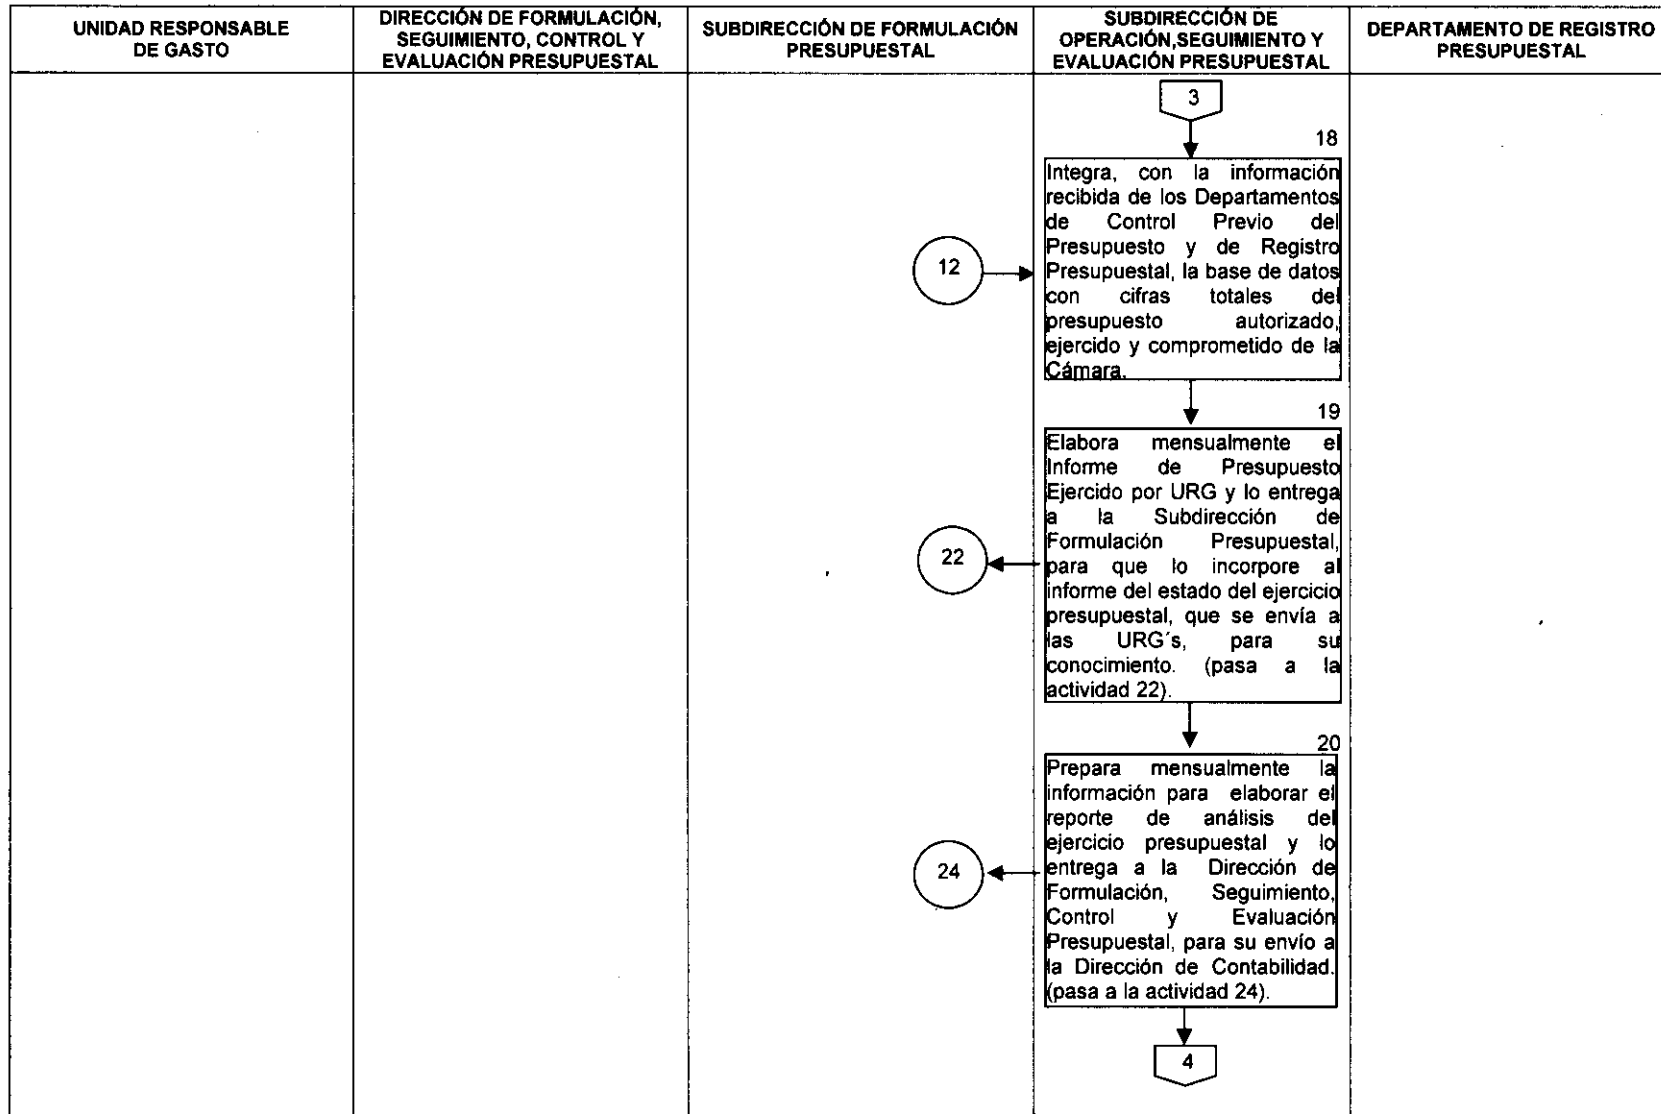 UNIDAD RESPONSABLE
DE GASTO
DIRECCIÓN DE FORMULACIÓN,
SEGUIMIENTO, CONTROL Y
EVALUACIÓN PRESUPUESTAL
SUBDIRECCIÓN DE FORMULACIÓN
PRESUPUESTAL
SUBDIRECCIÓN DE
OPERACIÓN,SEGUIMIENTO Y
EVALUACIÓN PRESUPUESTAL
DEPARTAMENTO DE REGISTRO
PRESUPUESTAL
3
18
Integra, con la información
recibida de los Departamentos
de Control Previo del
Presupuesto y de Registro
Presupuestal, la base de datos
con cifras totales del
presupuesto autorizado,
ejercido y comprometido de la
Cámara.
12
19
Elabora mensualmente el
Informe de Presupuesto
Ejercido por URG y lo entrega
a la Subdirección de
Formulación Presupuestal,
para que lo incorpore al
informe del estado del ejercicio
presupuestal, que se envía a
las URG´s, para su
conocimiento. (pasa a la
actividad 22).
22
20
Prepara mensualmente la
información para elaborar el
reporte de análisis del
ejercicio presupuestal y lo
entrega a la Dirección de
Formulación, Seguimiento,
Control y Evaluación
Presupuestal, para su envío a
la Dirección de Contabilidad.
(pasa a la actividad 24).
24
4